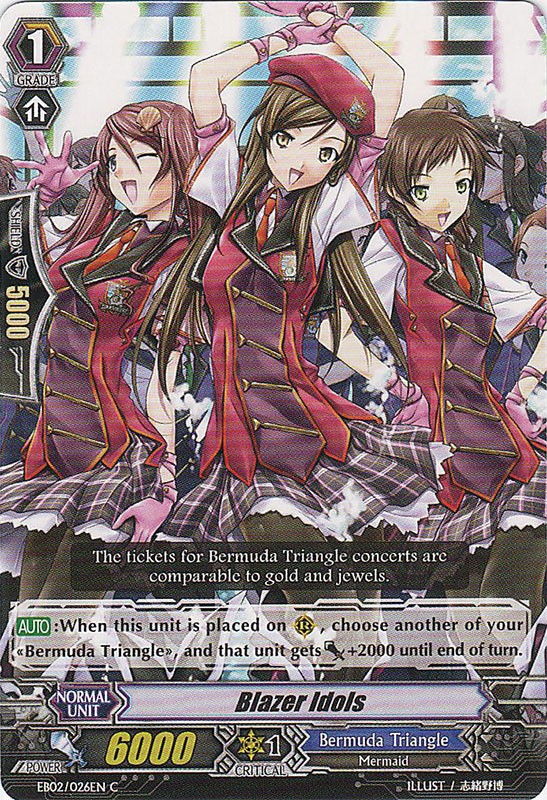 1
GRADE
SHIELD
5000
The tickets for Bermuda Triangle concerts are
comparable to gold and jewels.
AUTO :When this unit is placed on , choose another of your
«Bermuda Triangle», and that unit gets +2000 until end of turn.
NORMAL
UNIT
Blazer Idols
POWER
6000
1
CRITICAL
Bermuda Triangle
Mermaid
EB02/026EN C
ILLUST / 志緒野博